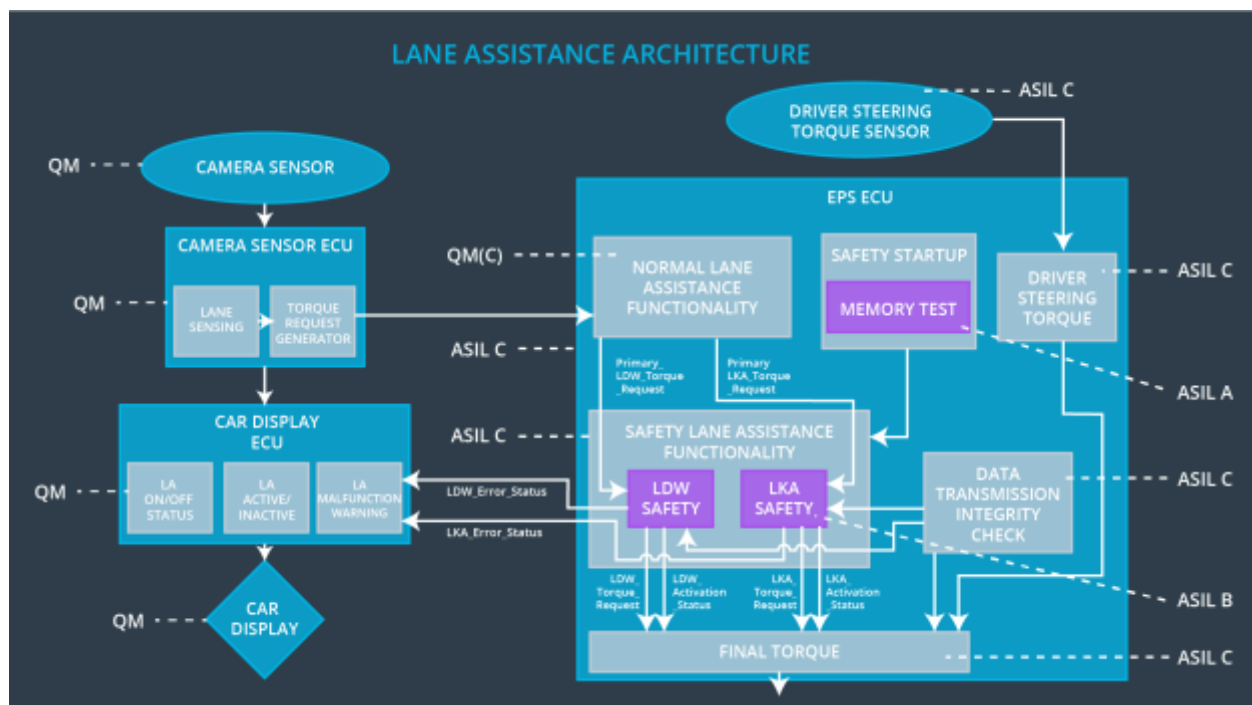 LANE ASSISTANCE ARCHITECTURE
ASIL C
DRIVER STEERING
TORQUE SENSOR
QM
CAMERA SENSOR
EPS ECU
CAMERA SENSOR ECU
QM(C)
NORMAL LANE
ASSISTANCE
FUNCTIONALITY
SAFETY STARTUP
MEMORY TEST
DRIVER
STEERING
TORQUE
ASIL C
QM
LANE
SENSING
TORQUE
REQUEST
GENERATOR
ASIL C
Primary_
LDW_Torque
_Request
Primary
LKA_Torque
_Request
ASIL A
CAR DISPLAY
ECU
ASIL C
SAFETY LANE ASSISTANCE
FUNCTIONALITY
QM
LA
ON/OFF
STATUS
LA
ACTIVE/
INACTIVE
LA
MALFUNCTION
WARNING
LDW_Error_Status
LKA_Error_Status
LDW
SAFETY
LKA
SAFETY
DATA
TRANSMISSION
INTEGRITY
CHECK
ASIL C
LDW_
Torque_
Request
LDW_
Activation
_Status
LKA_
Torque_
Request
LKA_
Activation
_Status
ASIL B
QM
CAR
DISPLAY
FINAL TORQUE
ASIL C